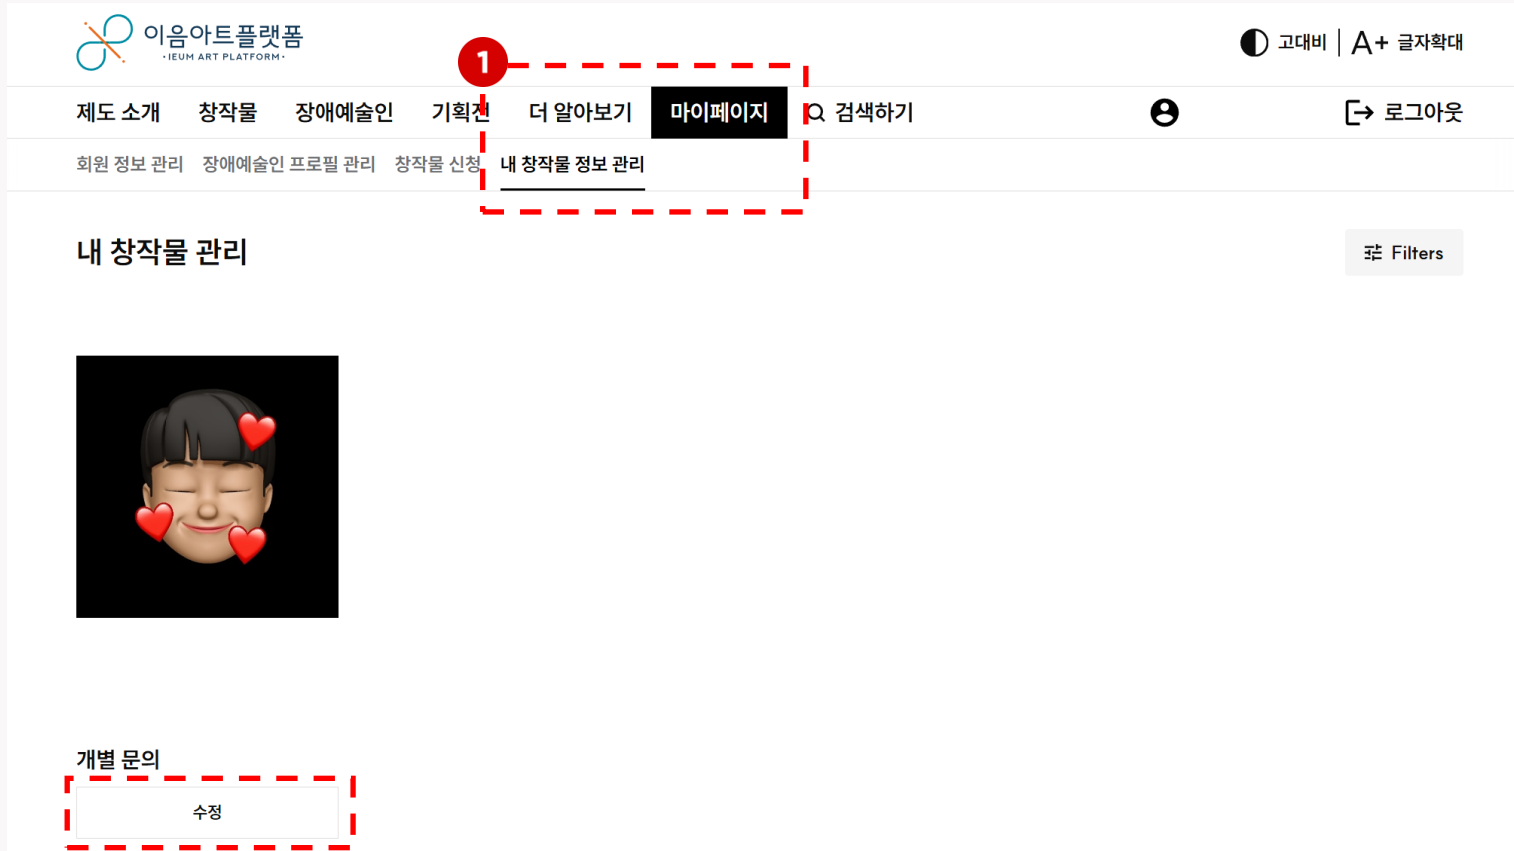 이음아트플랫폼
·IEUM ART PLATFORM·
고대비 | A+ 글자확대
1
제도 소개 창작물 장애예술인 기획전 더 알아보기 마이페이지 검색하기 로그아웃
회원 정보 관리 장애예술인 프로필 관리 창작물 신청 내 창작물 정보 관리
내 창작물 관리
Filters
개별 문의
수정